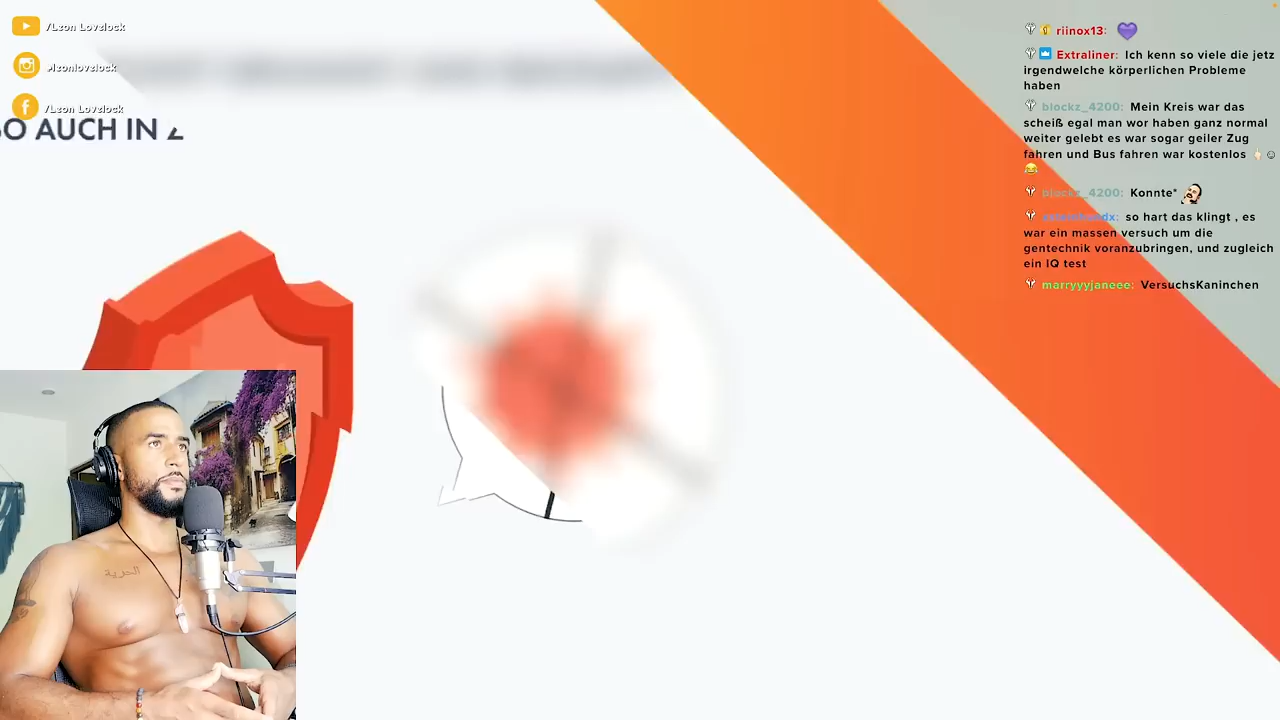 /Leon Lovelock
leonlovelock
/Leon Lovelock
SO AUCH IN
riinox13:
Extraliner: Ich kenn so viele die jetz
irgendwelche körperlichen Probleme
haben
blockz_4200: Mein Kreis war das
scheiß egal man wor haben ganz normal
weiter gelebt es war sogar geiler Zug
fahren und Bus fahren war kostenlos
blockz_4200: Konnte*
so hart das klingt , es
war ein massen versuch um die
gentechnik voranzubringen, und zugleich
ein IQ test
marryyyjaneee: VersuchsKaninchen
الحرية